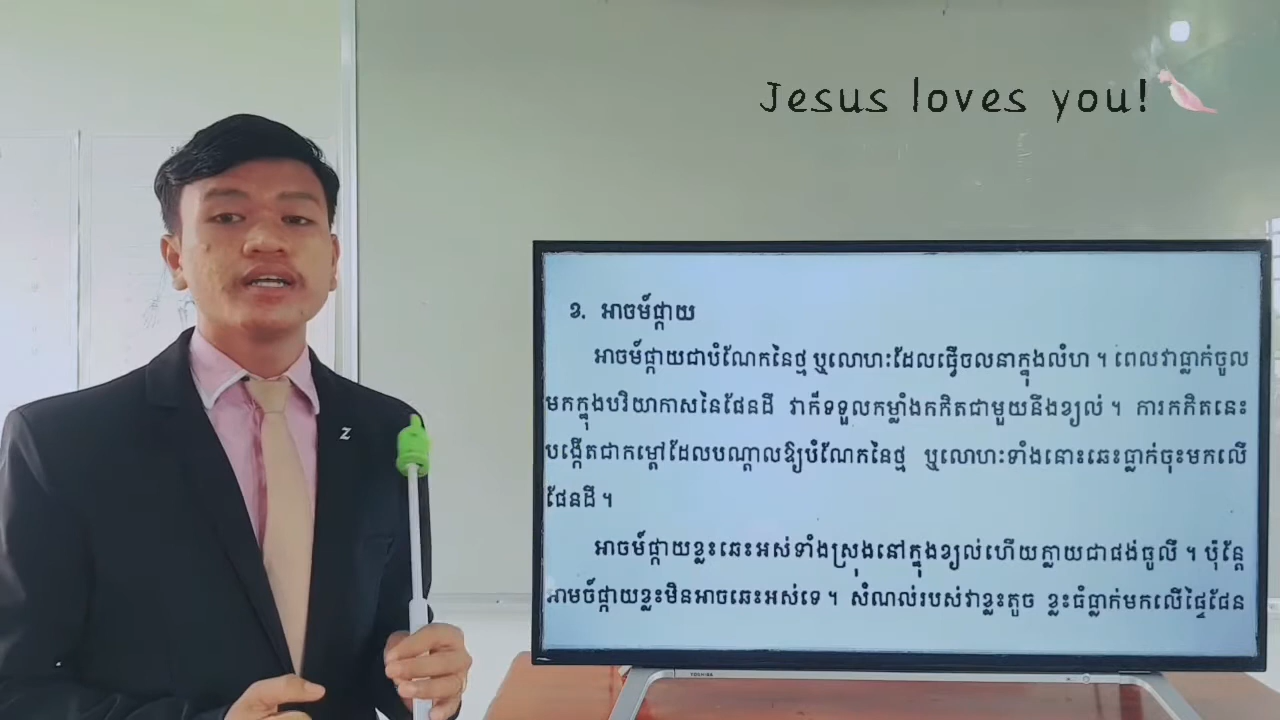 Jesus loves you!
z
ខ. អាចម៍ផ្កាយ
អាចម៍ផ្កាយជាបំណែកនៃថ្ម ឬលោហៈដែលធ្វើចលនាក្នុងលំហ ។ ពេលវាធ្លាក់ចូល
មកក្នុងបរិយាកាសនៃផែនដី វាក៏ទទួលកម្លាំងកកិតជាមួយនឹងខ្យល់ ។ ការកកិតនេះ
បង្កើតជាកម្ដៅដែលបណ្ដាលឱ្យបំណែកនៃថ្ម ឬលោហៈទាំងនោះឆេះធ្លាក់ចុះមកលើ
ផែនដី ។
អាចម៍ផ្កាយខ្លះឆេះអស់ទាំងស្រុងនៅក្នុងខ្យល់ហើយក្លាយជាផង់ធូលី ។ ប៉ុន្តែ
អាមច៍ផ្កាយខ្លះមិនអាចឆេះអស់ទេ ។ សំណល់របស់វាខ្លះតូច ខ្លះធំធ្លាក់មកលើផ្ទៃផែន
TOSHIBA